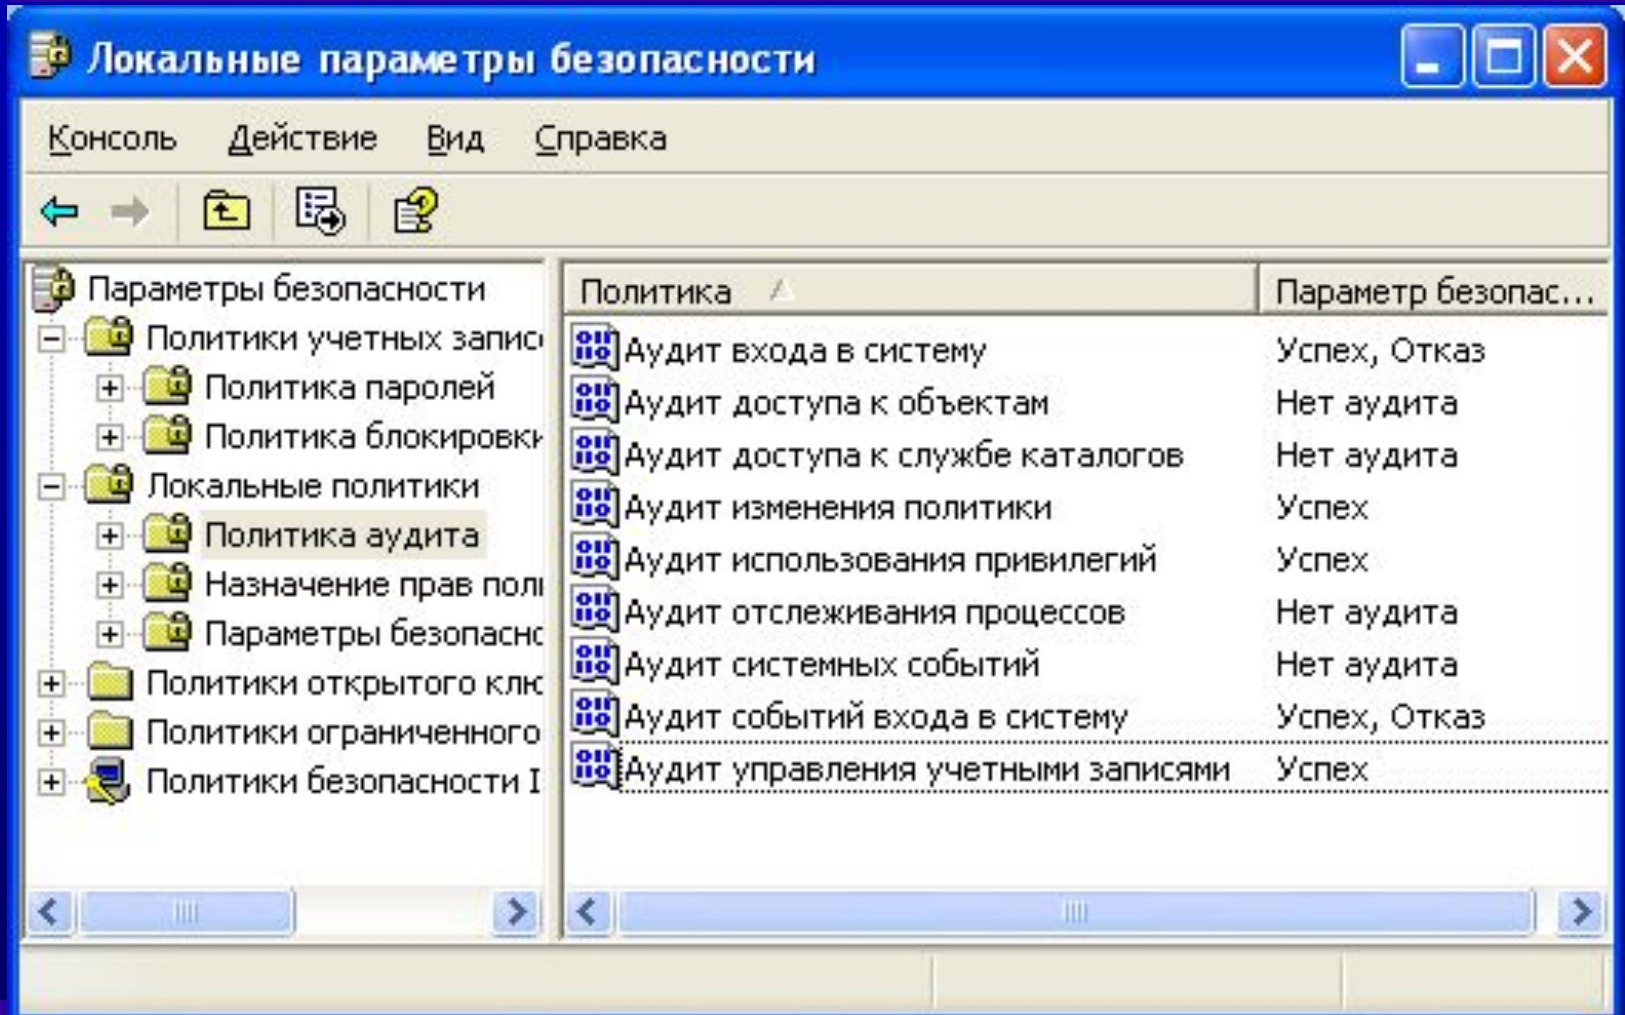 Локальные параметры безопасности
Консоль Действие Вид Справка
Параметры безопасности
Политики учетных запис
Политика паролей
Политика блокировк
Локальные политики
Политика аудита
Назначение прав пол
Параметры безопасно
Политики открытого клю
Политики ограниченного
Политики безопасности I
Политика Параметр безопас...
Аудит входа в систему Успех, Отказ
Аудит доступа к объектам Нет аудита
Аудит доступа к службе каталогов Нет аудита
Аудит изменения политики Успех
Аудит использования привилегий Успех
Аудит отслеживания процессов Нет аудита
Аудит системных событий Нет аудита
Аудит событий входа в систему Успех, Отказ
Аудит управления учетными записями Успех